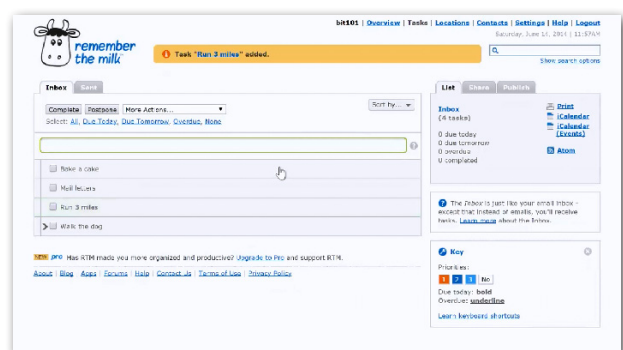 bit101 | Overview | Tasks | Locations | Contacts | Settings | Help | Logout
Saturday, June 14, 2014 | 11:57AM
remember
the milk
Task "Run 3 miles" added.
Show search options
Inbox Sent
Complete Postpone More Actions...
Sort by...
Select: All, Due Today, Due Tomorrow, Overdue, None
Bake a cake
Mail letters
Run 3 miles
Walk the dog
NEW pro Has RTM made you more organized and productive? Upgrade to Pro and support RTM.
About | Blog | Apps | Forums | Help | Contact Us | Terms of Use | Privacy Policy
List Share Publish
Inbox
(4 tasks)
0 due today
0 due tomorrow
0 overdue
0 completed
Print
iCalendar
iCalendar
(Events)
Atom
The Inbox is just like your email inbox -
except that instead of emails, you'll receive
tasks. Learn more about the Inbox.
Key
Priorities:
1 2 3 No
Due today: bold
Overdue: underline
Learn keyboard shortcuts